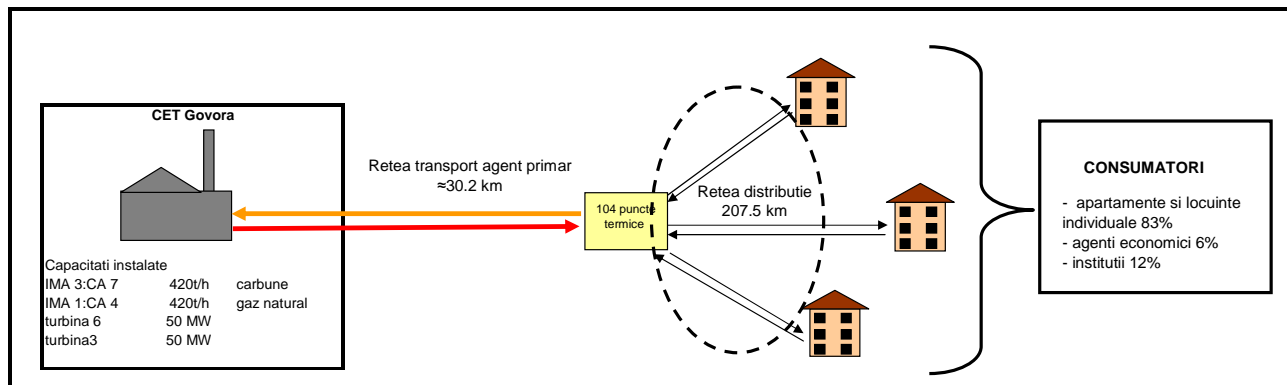 CET Govora
Capacitati instalate
IMA 3:CA 7 420t/h carbune
IMA 1:CA 4 420t/h gaz natural
turbina 6 50 MW
turbina3 50 MW
Retea transport agent primar
≈30.2 km
104 puncte
termice
Retea distributie
207.5 km
CONSUMATORI
- apartamente si locuinte
individuale 83%
- agenti economici 6%
- institutii 12%